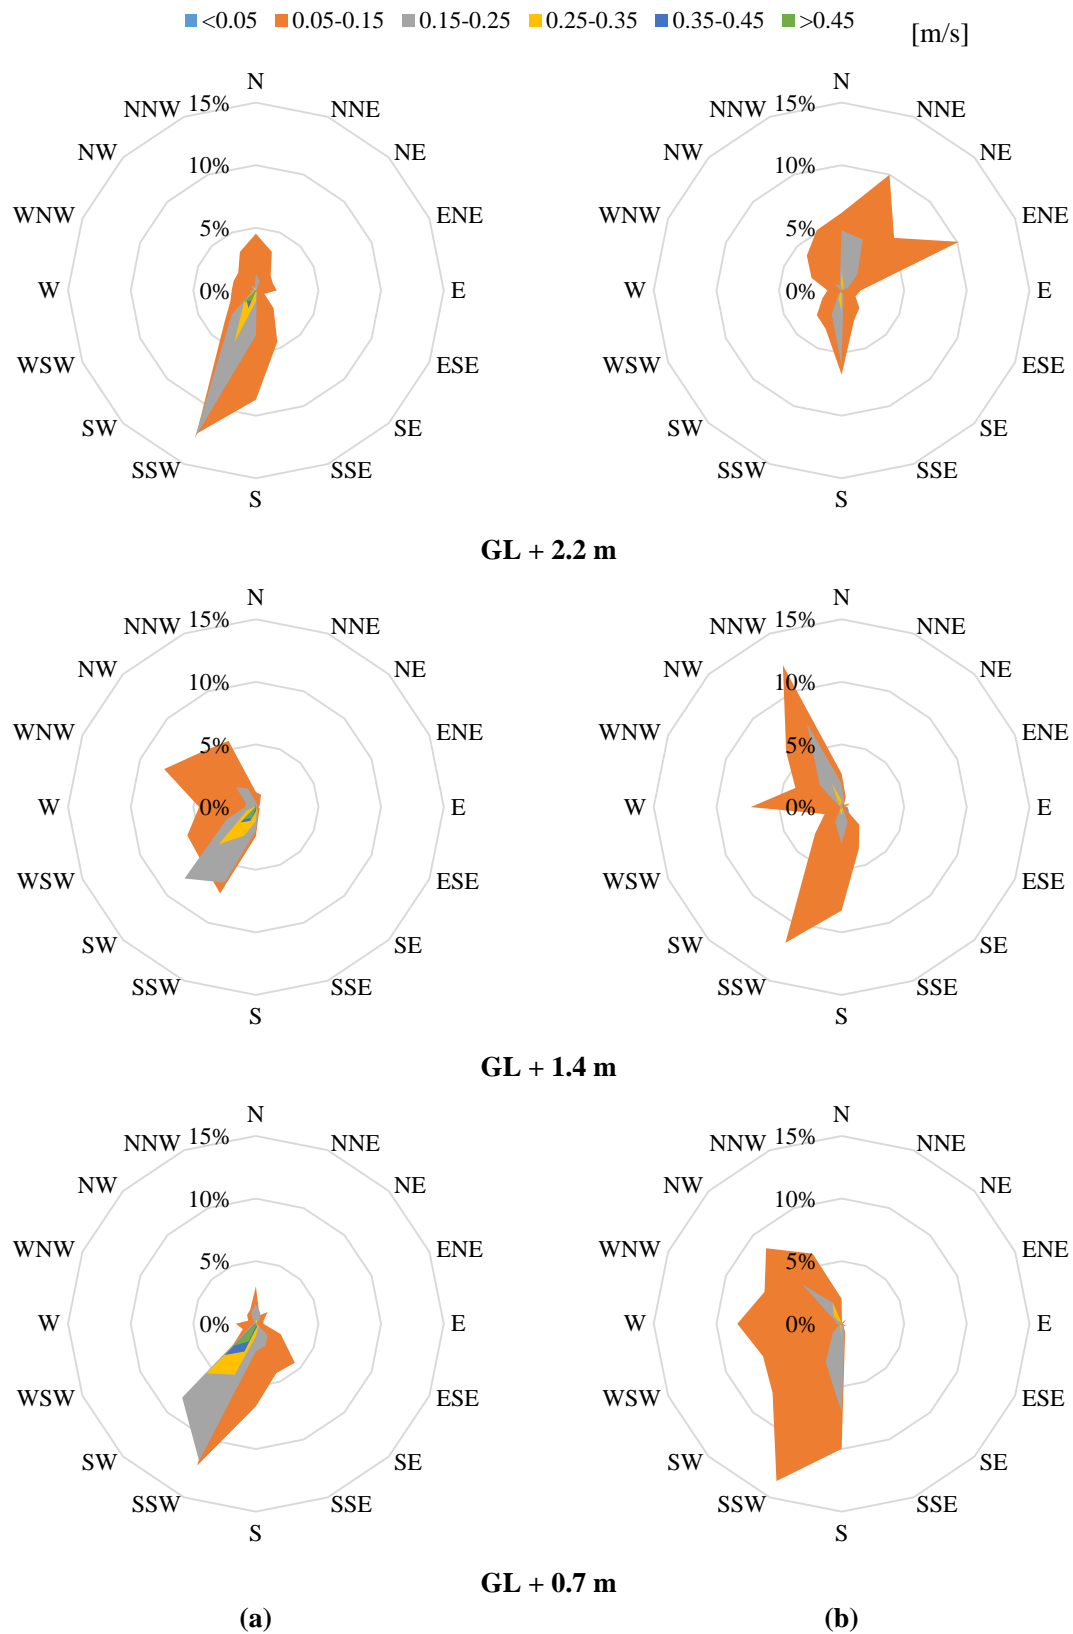 <0.05 0.05-0.15 0.15-0.25 0.25-0.35 0.35-0.45 >0.45 [m/s]
N N
NNW 15% NNE NNW 15% NNE
NW NE NW NE
10% 10%
WNW ENE WNW ENE
5% 5%
W 0% E W 0% E
WSW ESE WSW ESE
SW SE SW SE
SSW SSE SSW SSE
S S
GL + 2.2 m
N N
NNW 15% NNE NNW 15% NNE
NW NE NW NE
10% 10%
WNW ENE WNW ENE
5% 5%
W 0% E W 0% E
WSW ESE WSW ESE
SW SE SW SE
SSW SSE SSW SSE
S S
GL + 1.4 m
N N
NNW 15% NNE NNW 15% NNE
NW NE NW NE
10% 10%
WNW ENE WNW ENE
5% 5%
W 0% E W 0% E
WSW ESE WSW ESE
SW SE SW SE
SSW SSE SSW SSE
S S
GL + 0.7 m
(a) (b)